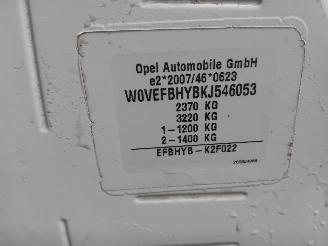 Opel Automobile GmbH
e2*2007/46*0623
W0VEFBHYBKJ546053
2370 KG
3220 KG
1-1200 KG
2-1400 KG
EFBHYB-K2F022